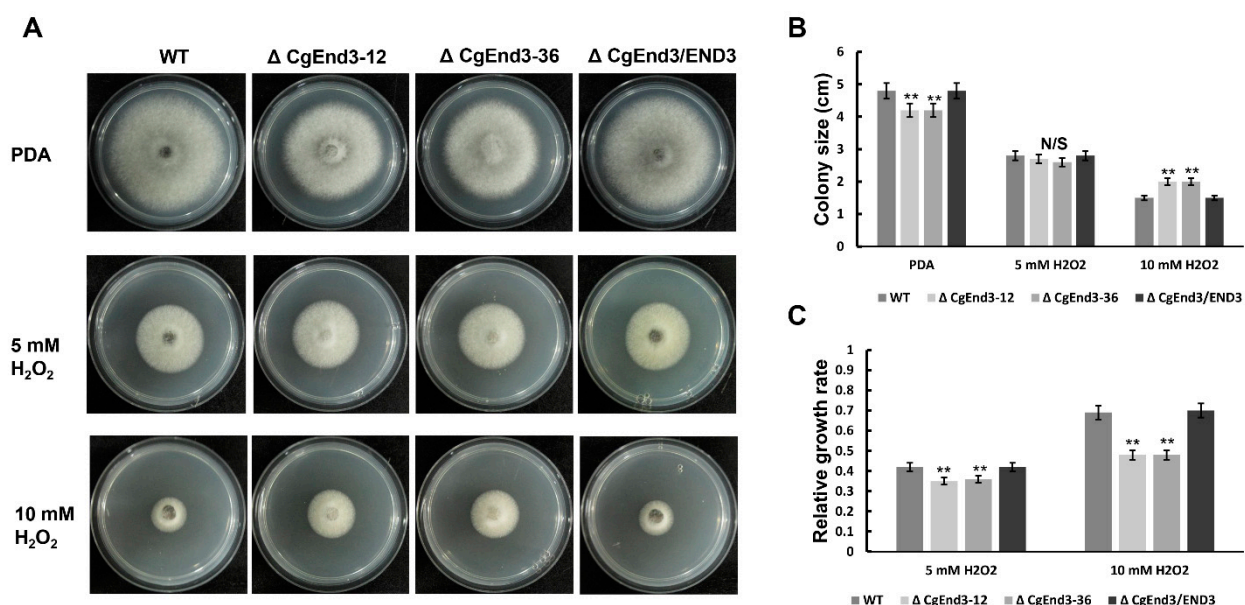 A
WT
Δ CgEnd3-12
Δ CgEnd3-36
Δ CgEnd3/END3
PDA
5 mM
H₂O₂
10 mM
H₂O₂
B
Colony size (cm)
6
5
4
3
2
1
0
** **
N/S
** **
PDA
5 mM H2O2
10 mM H2O2
WT Δ CgEnd3-12 Δ CgEnd3-36 Δ CgEnd3/END3
C
Relative growth rate
1
0.9
0.8
0.7
0.6
0.5
0.4
0.3
0.2
0.1
0
** **
** **
5 mM H2O2
10 mM H2O2
WT Δ CgEnd3-12 Δ CgEnd3-36 Δ CgEnd3/END3